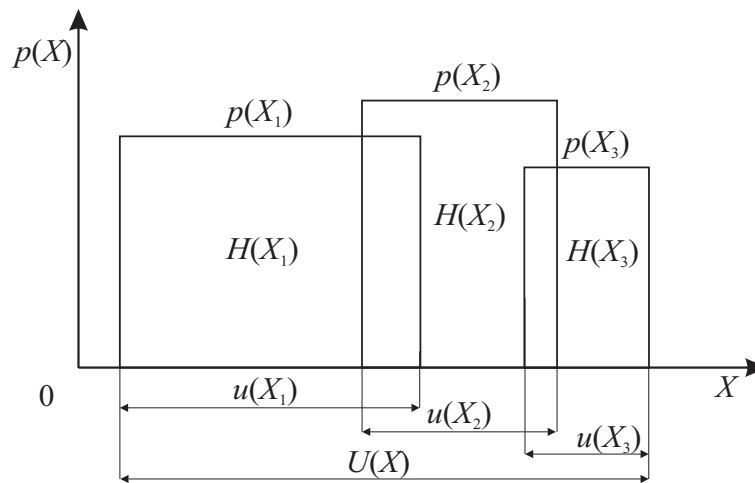 p(X)
p(X₂)
p(X₁)
p(X₃)
H(X₂)
H(X₁)
H(X₃)
0
X
u(X₁)
u(X₂)
u(X₃)
U(X)